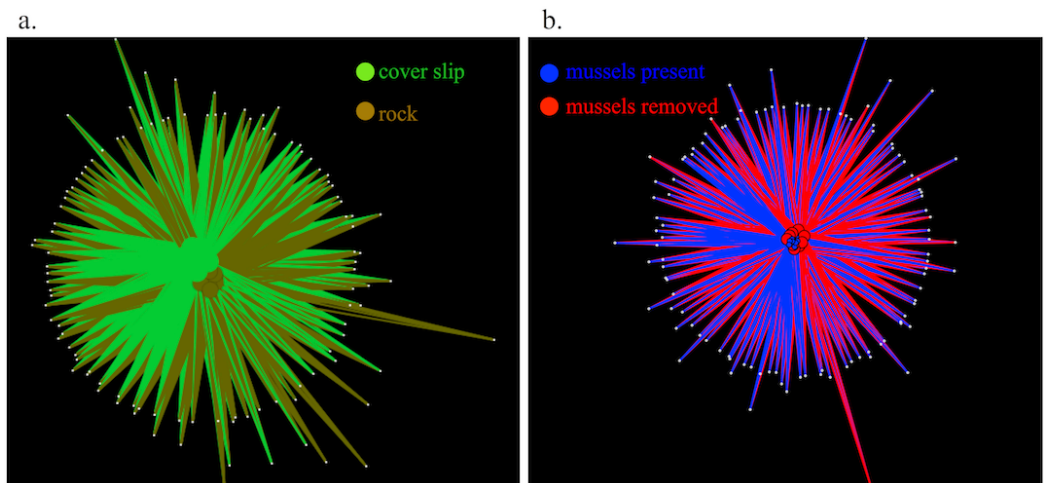 a.
cover slip
rock
b.
mussels present
mussels removed